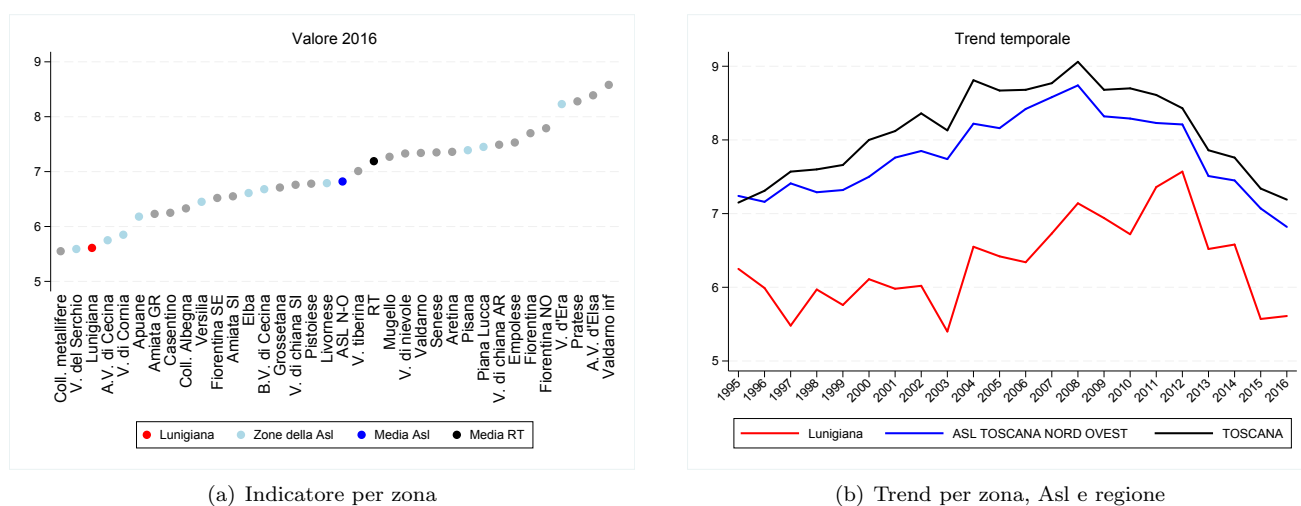 Valore 2016
9
8
7
6
5
Coll. metallifere
V. del Serchio
Lunigiana
A.V. di Cecina
V. di Cornia
Apuane
Amiata GR
Casentino
Coll. Albegna
Versilia
Fiorentina SE
Amiata SI
Elba
B.V. di Cecina
Grossetana
V. di chiana SI
Pistoiese
Livornese
ASL N-O
V. tiberina
RT
Mugello
V. di nievole
Valdarno
Senese
Aretina
Pisana
Piana Lucca
V. di chiana AR
Empolese
Fiorentina
Fiorentina NO
V. d'Era
Pratese
A.V. d'Elsa
Valdarno inf
Lunigiana Zone della Asl Media Asl Media RT
(a) Indicatore per zona
Trend temporale
9
8
7
6
5
1995 1996 1997 1998 1999 2000 2001 2002 2003 2004 2005 2006 2007 2008 2009 2010 2011 2012 2013 2014 2015 2016
Lunigiana ASL TOSCANA NORD OVEST TOSCANA
(b) Trend per zona, Asl e regione